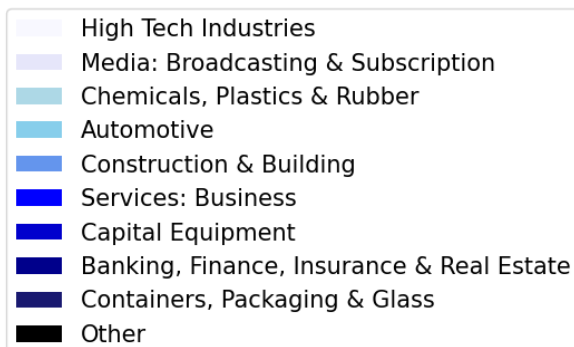 High Tech Industries
Media: Broadcasting & Subscription
Chemicals, Plastics & Rubber
Automotive
Construction & Building
Services: Business
Capital Equipment
Banking, Finance, Insurance & Real Estate
Containers, Packaging & Glass
Other